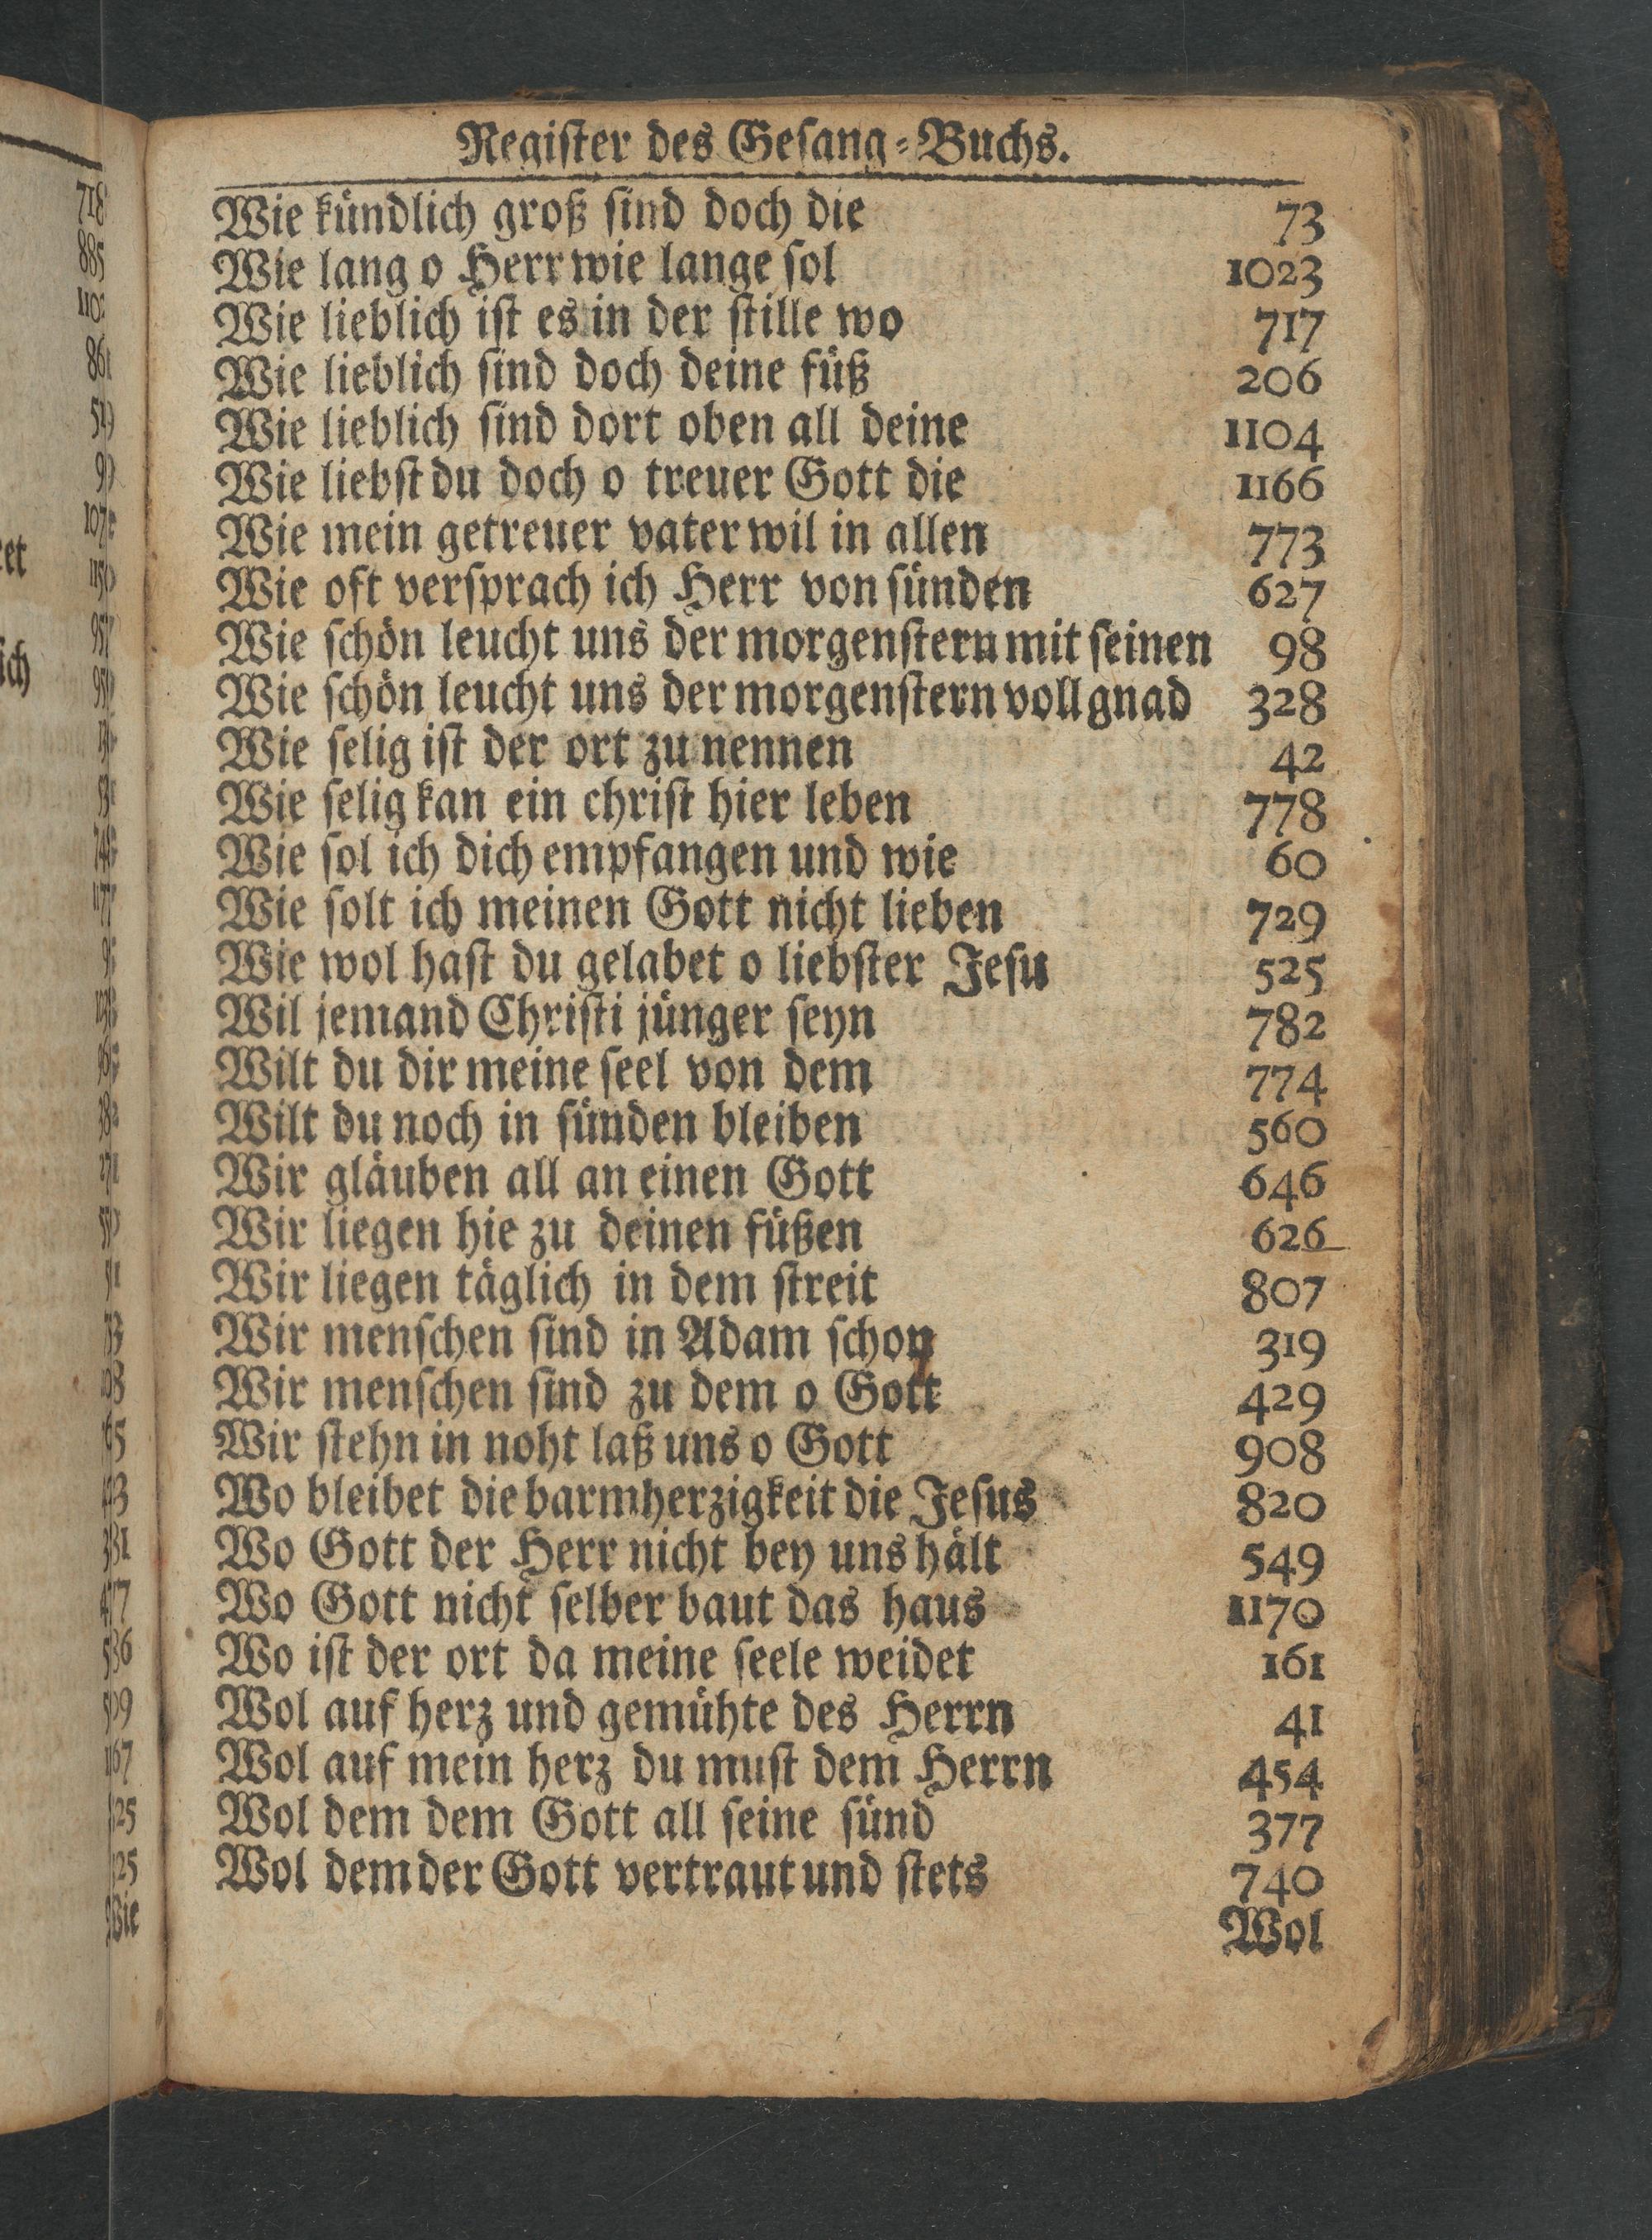 Register des Gesang-Buchs.
Wie kündlich groß sind doch die 73
Wie lang o Herr wie lange sol 1023
Wie lieblich ist es in der stille wo 717
Wie lieblich sind doch deine füß 206
Wie lieblich sind dort oben all deine 1104
Wie liebst du doch o treuer Gott die 1166
Wie mein getreuer vater wil in allen 773
Wie oft versprach ich Herr von sünden 627
Wie schön leucht uns der morgenstern mit seinen 98
Wie schön leucht uns der morgenstern voll gnad 328
Wie selig ist der ort zu nennen 42
Wie selig kan ein christ hier leben 778
Wie sol ich dich empfangen und wie 60
Wie solt ich meinen Gott nicht lieben 729
Wie wol hast du gelabet o liebster Jesu 525
Wil jemand Christi jünger seyn 782
Wilt du dir meine seel von dem 774
Wilt du noch in sünden bleiben 560
Wir gläuben all an einen Gott 646
Wir liegen hie zu deinen füßen 626
Wir liegen täglich in dem streit 807
Wir menschen sind in Adam schon 319
Wir menschen sind zu dem o Gott 429
Wir stehn in noht laß uns o Gott 908
Wo bleibet die barmherzigkeit die Jesus 820
Wo Gott der Herr nicht bey uns hält 549
Wo Gott nicht selber baut das haus 1170
Wo ist der ort da meine seele weidet 161
Wol auf herz und gemühte des Herrn 41
Wol auf mein herz du must dem Herrn 454
Wol dem dem Gott all seine sünd 377
Wol dem der Gott vertraut und stets 740
Wol